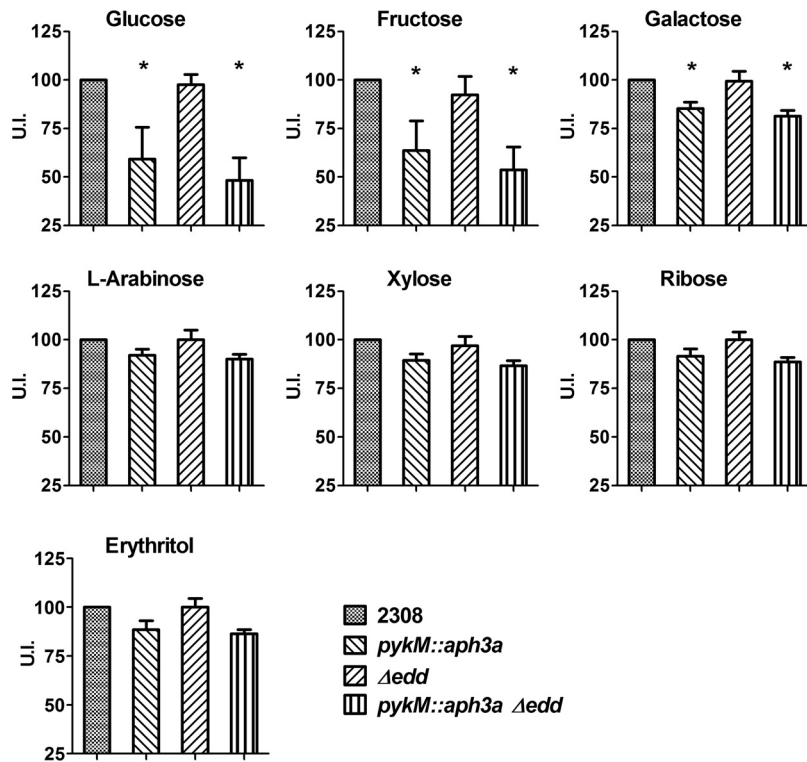 Glucose
125
100
75
50
25
U.I.
* *
Fructose
125
100
75
50
25
U.I.
* *
Galactose
125
100
75
50
25
U.I.
* *
L-Arabinose
125
100
75
50
25
U.I.
Xylose
125
100
75
50
25
U.I.
Ribose
125
100
75
50
25
U.I.
Erythritol
125
100
75
50
25
U.I.
2308
pykM::aph3a
Δedd
pykM::aph3a Δedd